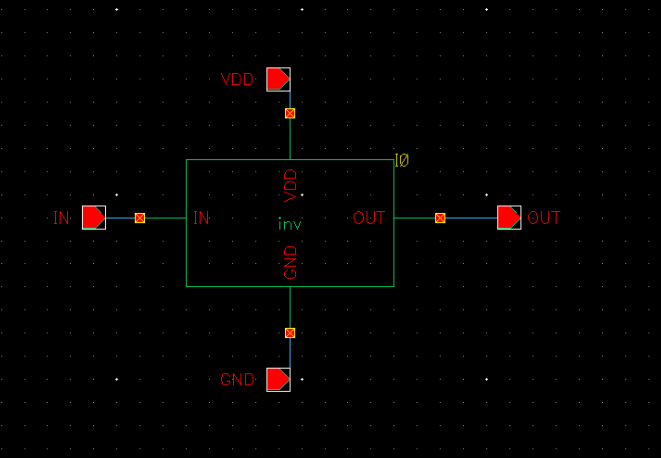 VDD
I0
VDD
IN
IN
OUT
OUT
inv
GND
GND